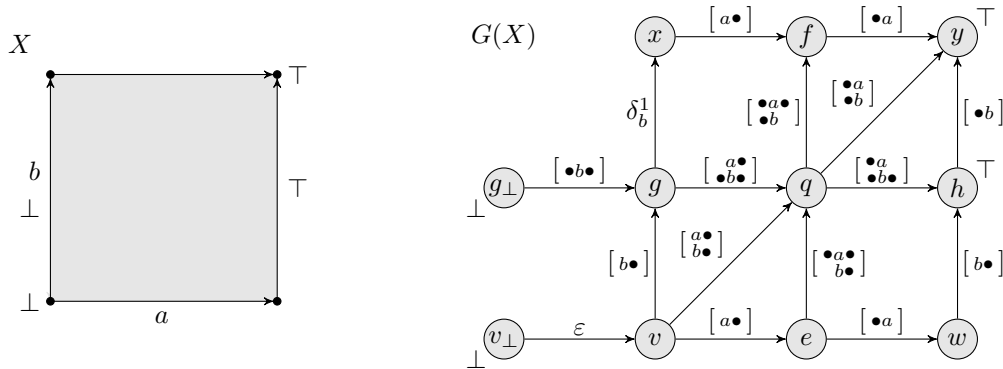 X
⊤
b
⊤
⊥
⊥
a
G(X)
x
[ a• ]
f
[ •a ]
y
⊤
δ_b^1
[ •a• ]
[ •b ]
[ •a ]
[ •b ]
[ •b ]
⊥
g_⊥
[ •b• ]
g
[ a• ]
[ •b• ]
q
[ •a ]
[ •b• ]
h
⊤
[ b• ]
[ a• ]
[ b• ]
[ •a• ]
[ b• ]
[ b• ]
⊥
v_⊥
ε
v
[ a• ]
e
[ •a ]
w